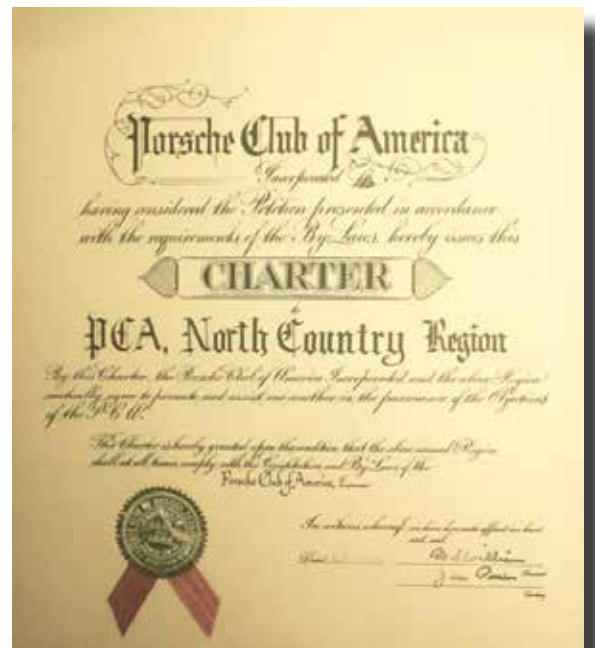 Porsche Club of America
Incorporated
having considered the Petition presented in accordance
with the requirements of the By-Laws, hereby issues this
CHARTER
to
PCA, North Country Region
By this Charter, the Porsche Club of America Incorporated and the above Region
mutually agree to promote and assist one another in the furtherance of the Objectives
of the P.C.A.
This Charter is hereby granted upon the condition that the above named Region
shall at all times comply with the Constitution and By-Laws of the
Porsche Club of America,
In witness whereof, we have hereunto affixed our hand
and seal.